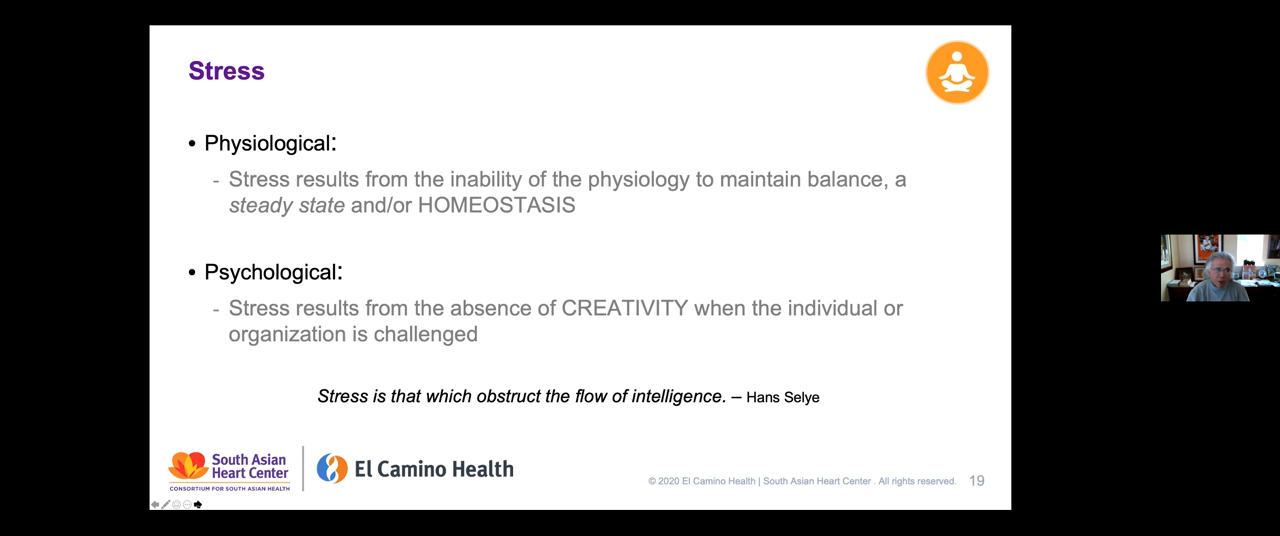 Stress
• Physiological:
- Stress results from the inability of the physiology to maintain balance, a
steady state and/or HOMEOSTASIS
• Psychological:
- Stress results from the absence of CREATIVITY when the individual or
organization is challenged
Stress is that which obstruct the flow of intelligence. – Hans Selye
South Asian
Heart Center
CONSORTIUM FOR SOUTH ASIAN HEALTH
El Camino Health
© 2020 El Camino Health | South Asian Heart Center . All rights reserved. 19